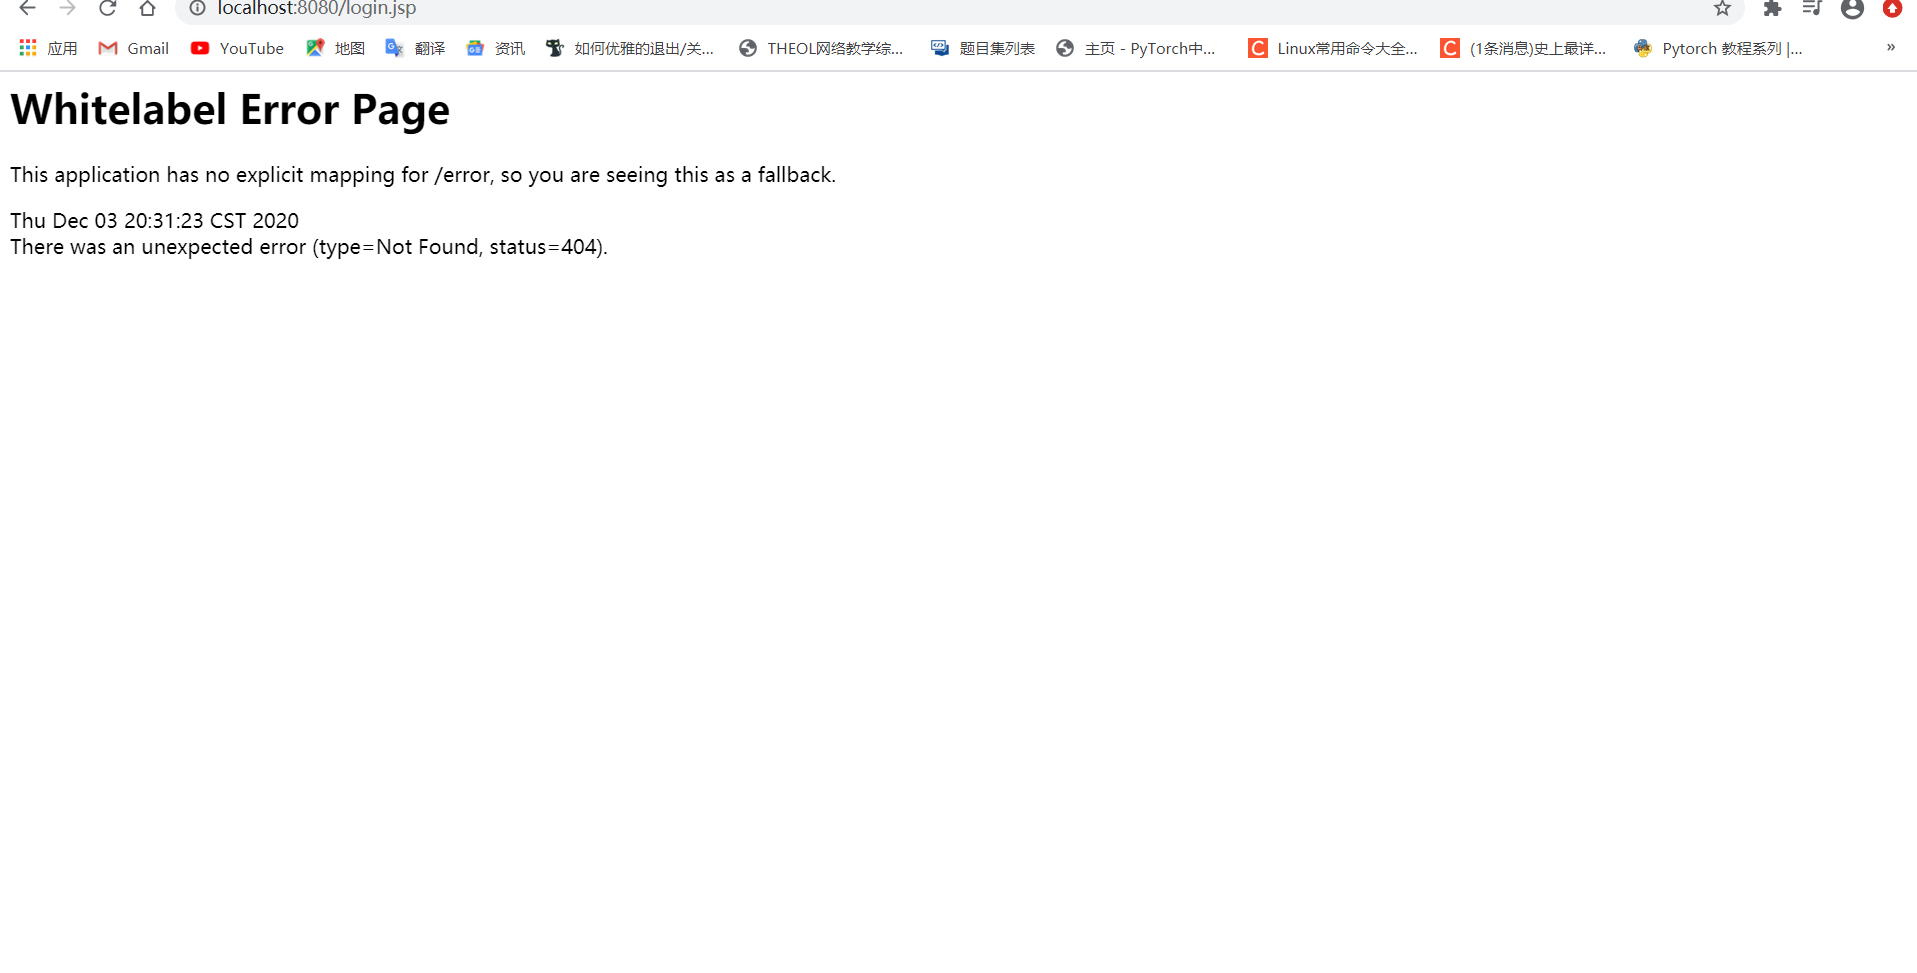 localhost:8080/login.jsp
应用 Gmail YouTube 地图 翻译 资讯 如何优雅的退出/关... THEOL网络教学综... 题目集列表 主页 - PyTorch中... Linux常用命令大全... (1条消息)史上最详... Pytorch 教程系列 |... »
Whitelabel Error Page
This application has no explicit mapping for /error, so you are seeing this as a fallback.
Thu Dec 03 20:31:23 CST 2020
There was an unexpected error (type=Not Found, status=404).